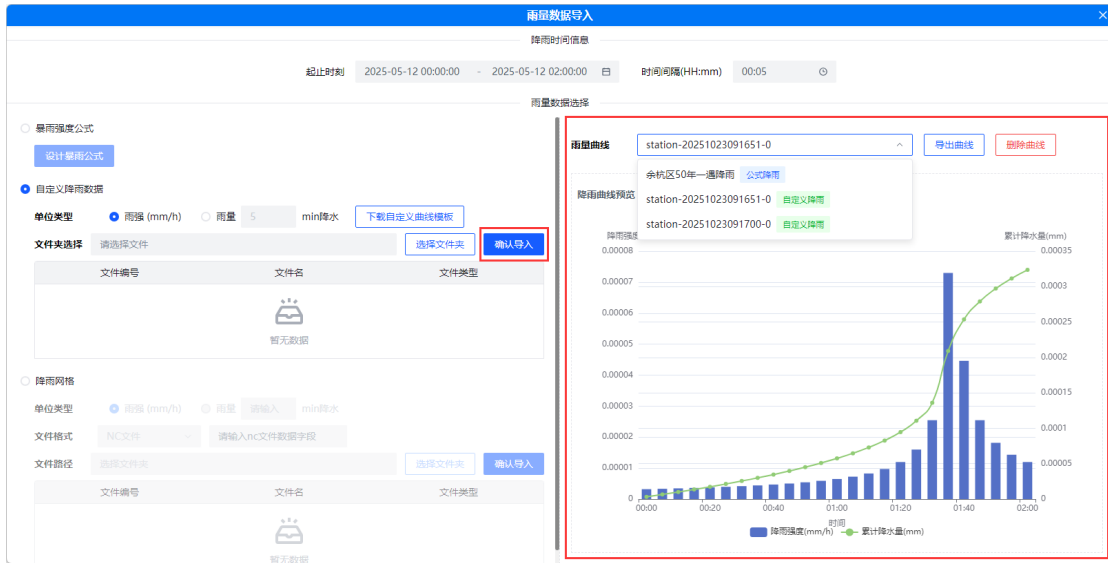 雨量数据导入
降雨时间信息
起止时刻 2025-05-12 00:00:00 - 2025-05-12 02:00:00 时间间隔(HH:mm) 00:05
雨量数据选择
暴雨强度公式
设计暴雨公式
自定义降雨数据
单位类型 雨强 (mm/h) 雨量 5 min降水 下载自定义曲线模板
文件夹选择 请选择文件 选择文件夹 确认导入
文件编号 文件名 文件类型
暂无数据
降雨网格
单位类型 雨强 (mm/h) 雨量 请输入 min降水
文件格式 NC文件 请输入nc文件数据字段
文件路径 选择文件夹 选择文件夹 确认导入
文件编号 文件名 文件类型
暂无数据
雨量曲线 station-20251023091651-0 导出曲线 删除曲线
余杭区50年一遇降雨 公式降雨
降雨曲线预览
station-20251023091651-0 自定义降雨
station-20251023091700-0 自定义降雨
降雨强度 累计降水量(mm)
0.00008 0.00035
0.00007 0.0003
0.00006 0.00025
0.00005 0.0002
0.00004 0.00015
0.00003 0.0001
0.00002 0.00005
0.00001
0 0
00:00 00:20 00:40 01:00 01:20 01:40 02:00
时间
降雨强度(mm/h) 累计降水量(mm)